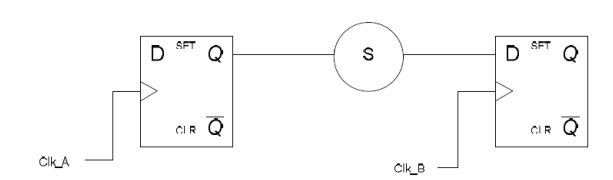 D SET Q
CLR Q
Clk_A
S
D SET Q
CLR Q
Clk_B